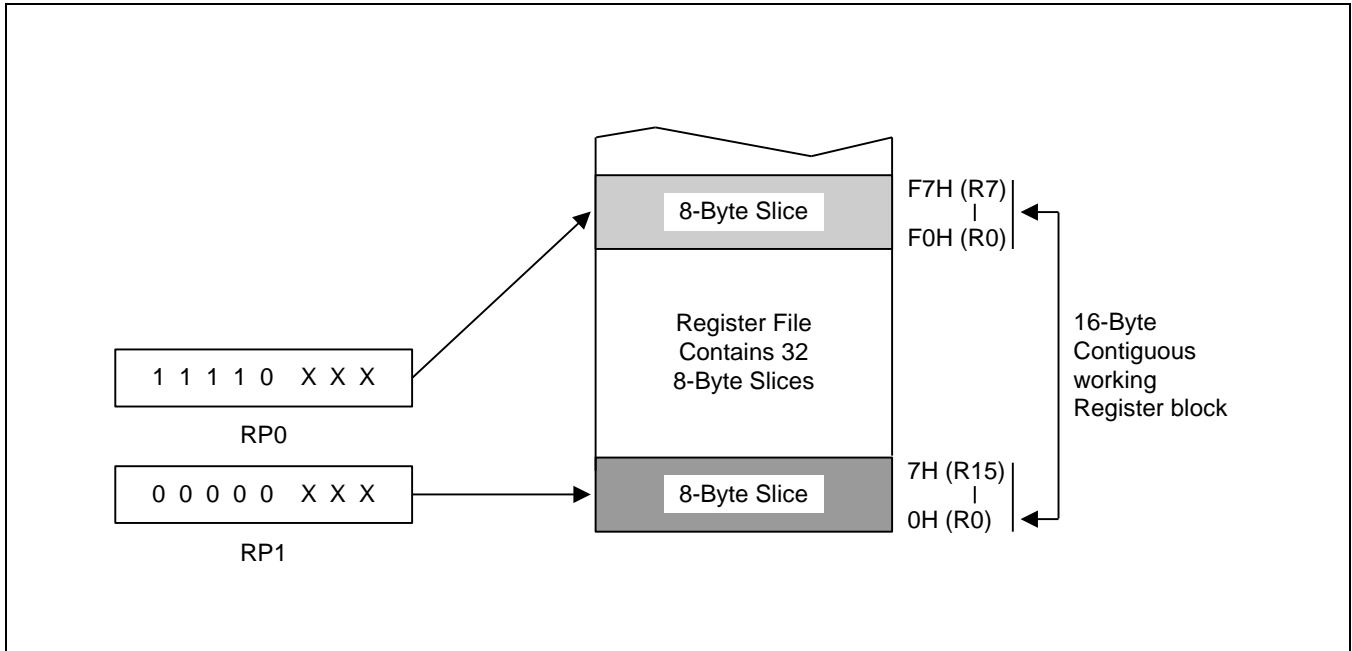 8-Byte Slice
F7H (R7)
F0H (R0)
Register File
Contains 32
8-Byte Slices
16-Byte
Contiguous
working
Register block
1 1 1 1 0 X X X
RP0
0 0 0 0 0 X X X
RP1
8-Byte Slice
7H (R15)
0H (R0)